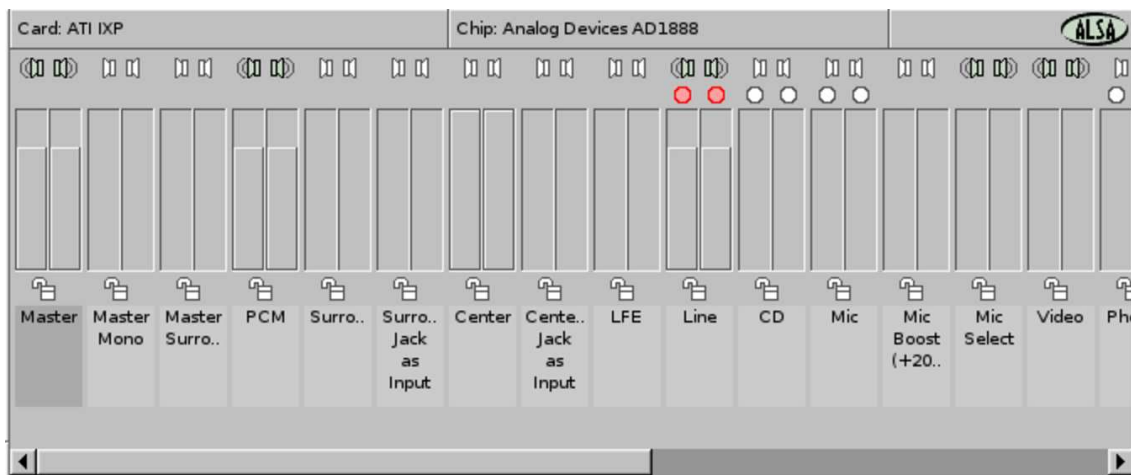 Card: ATI IXP
Chip: Analog Devices AD1888
ALSA
Master
Master
Mono
Master
Surro..
PCM
Surro..
Surro..
Jack
as
Input
Center
Cente..
Jack
as
Input
LFE
Line
CD
Mic
Mic
Boost
(+20..
Mic
Select
Video